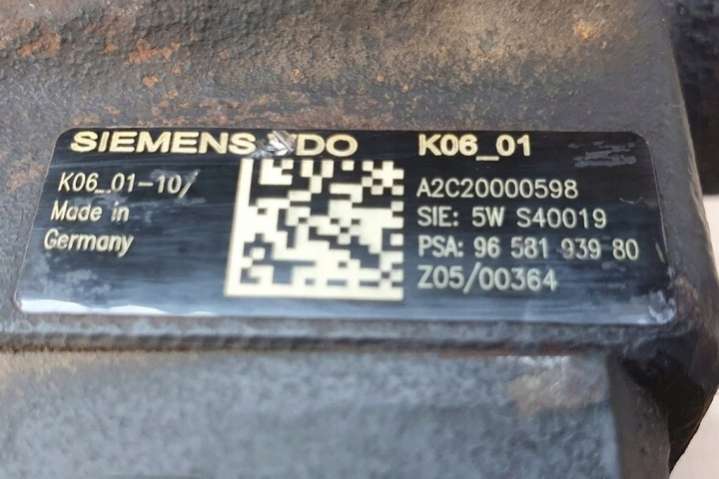 SIEMENS VDO
K06_01-10/
Made in
Germany
K06_01
A2C20000598
SIE: 5W S40019
PSA: 96 581 939 80
Z05/00364